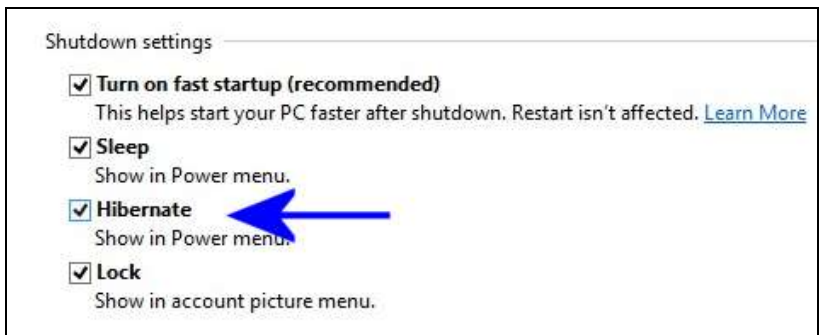 Shutdown settings
Turn on fast startup (recommended)
This helps start your PC faster after shutdown. Restart isn't affected. Learn More
Sleep
Show in Power menu.
Hibernate
Show in Power menu.
Lock
Show in account picture menu.